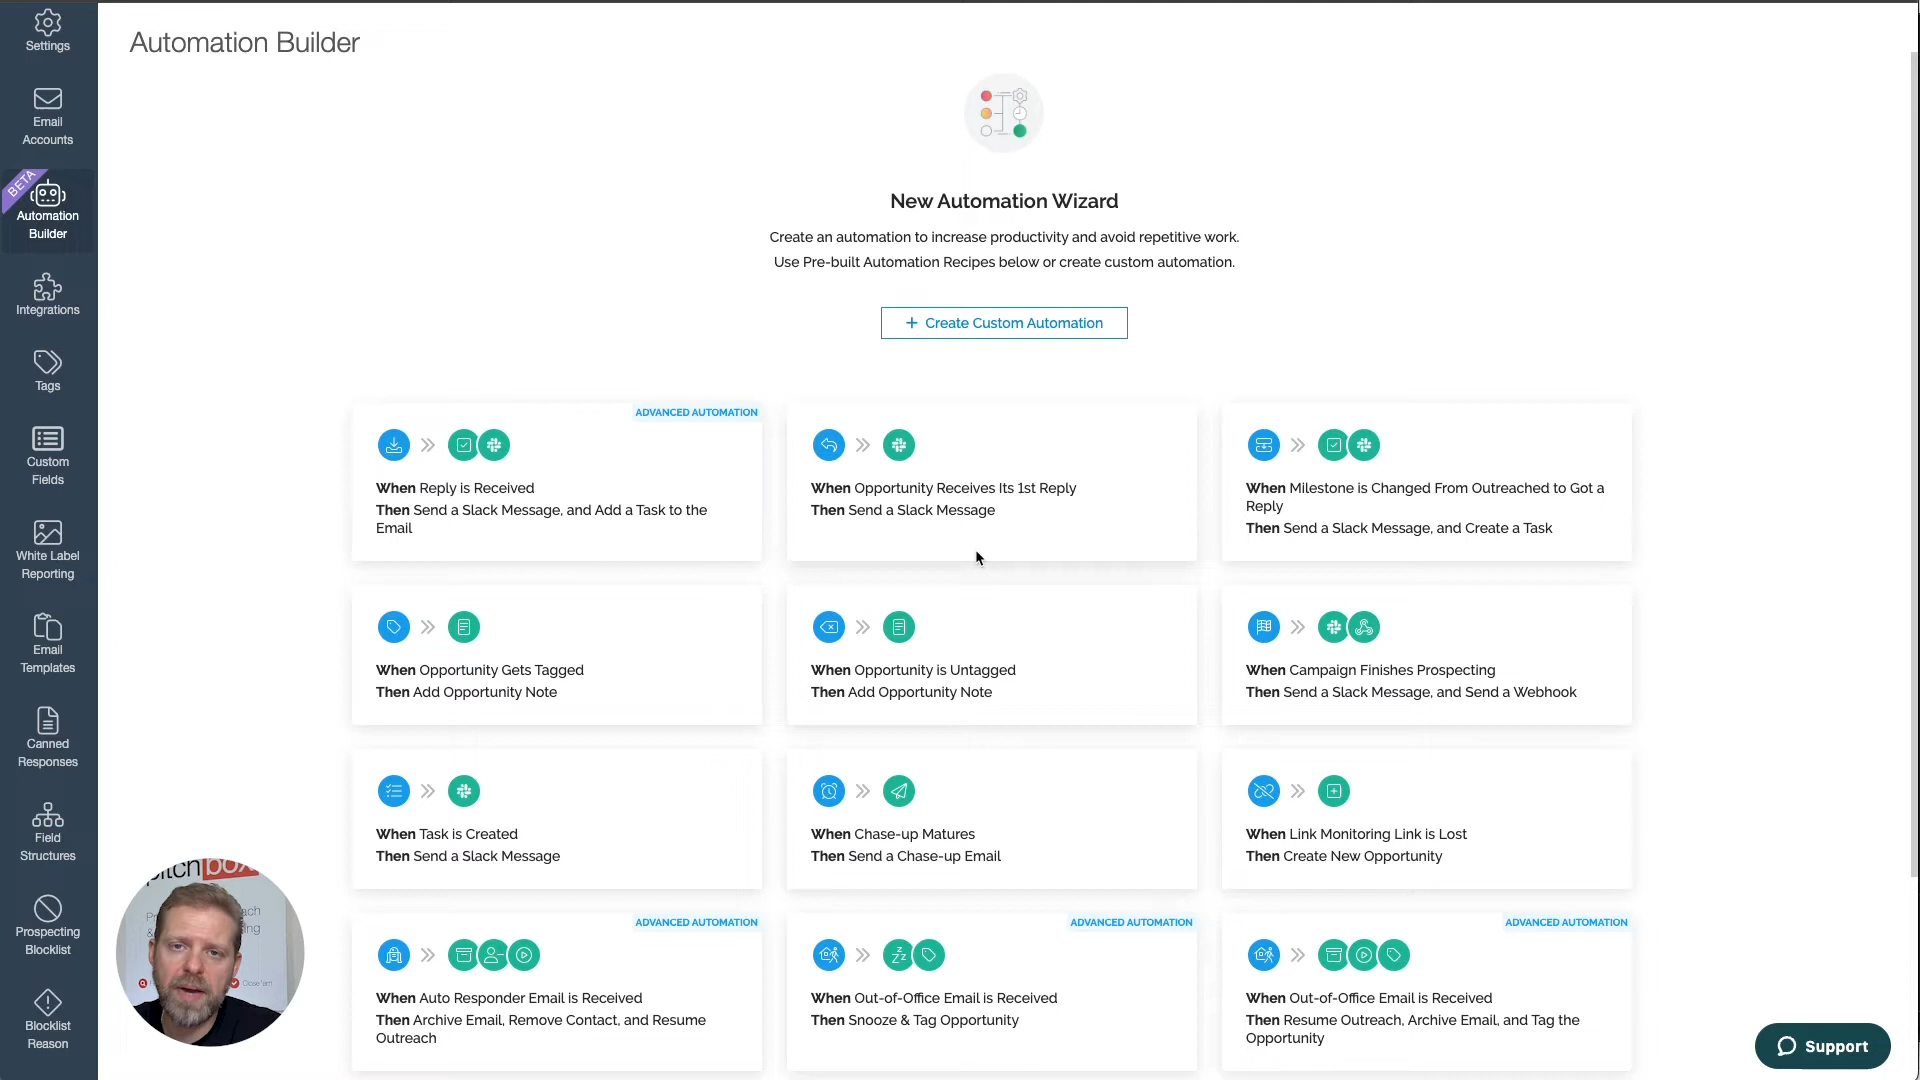 Settings
Email
Accounts
BETA
Automation
Builder
Integrations
Tags
Custom
Fields
White Label
Reporting
Email
Templates
Canned
Responses
Field
Structures
Prospecting
Blocklist
Blocklist
Reason
Automation Builder
New Automation Wizard
Create an automation to increase productivity and avoid repetitive work.
Use Pre-built Automation Recipes below or create custom automation.
+ Create Custom Automation
ADVANCED AUTOMATION
When Reply is Received
Then Send a Slack Message, and Add a Task to the
Email
When Opportunity Receives Its 1st Reply
Then Send a Slack Message
When Milestone is Changed From Outreached to Got a
Reply
Then Send a Slack Message, and Create a Task
When Opportunity Gets Tagged
Then Add Opportunity Note
When Opportunity is Untagged
Then Add Opportunity Note
When Campaign Finishes Prospecting
Then Send a Slack Message, and Send a Webhook
When Task is Created
Then Send a Slack Message
When Chase-up Matures
Then Send a Chase-up Email
When Link Monitoring Link is Lost
Then Create New Opportunity
ADVANCED AUTOMATION
When Auto Responder Email is Received
Then Archive Email, Remove Contact, and Resume
Outreach
ADVANCED AUTOMATION
When Out-of-Office Email is Received
Then Snooze & Tag Opportunity
ADVANCED AUTOMATION
When Out-of-Office Email is Received
Then Resume Outreach, Archive Email, and Tag the
Opportunity
pitchbox
Close 'em
Support